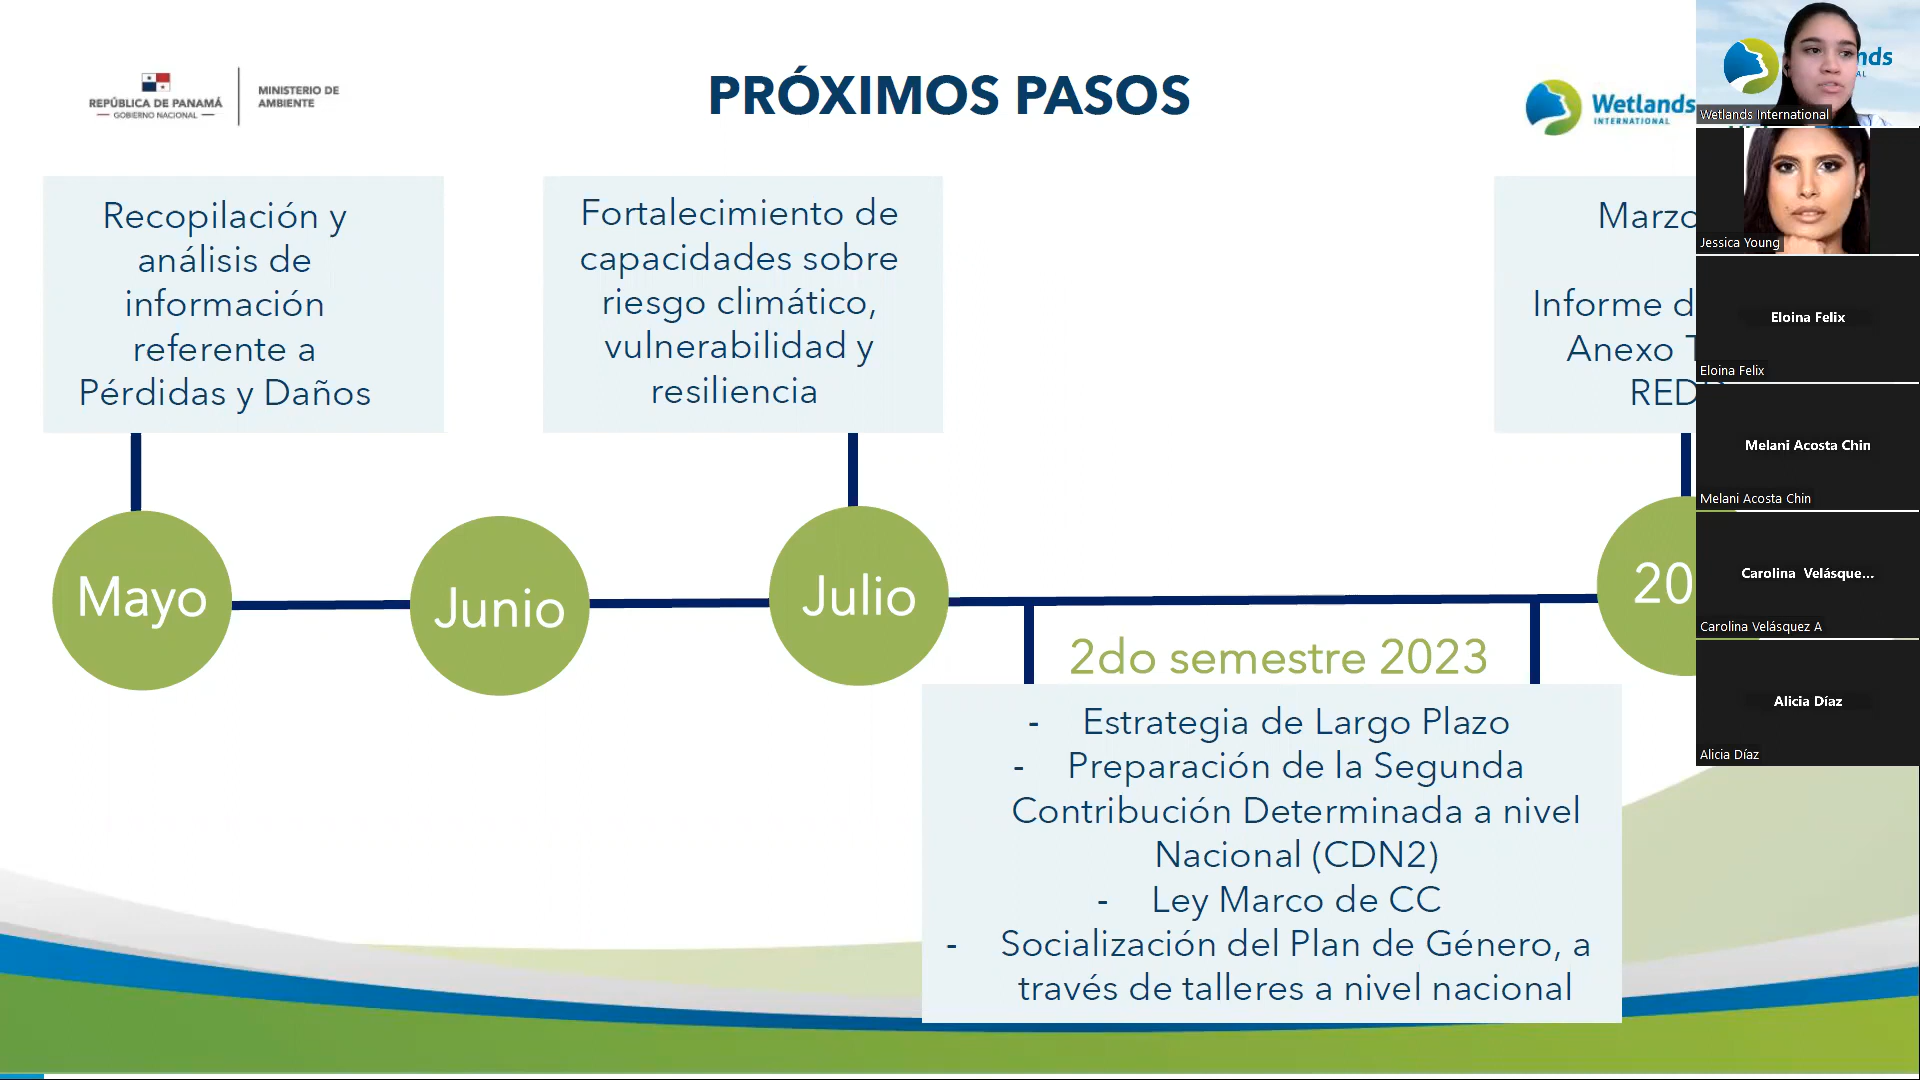 REPÚBLICA DE PANAMÁ
GOBIERNO NACIONAL
MINISTERIO DE
AMBIENTE
PRÓXIMOS PASOS
Wetlands
INTERNATIONAL
Recopilación y
análisis de
información
referente a
Pérdidas y Daños
Fortalecimiento de
capacidades sobre
riesgo climático,
vulnerabilidad y
resiliencia
Marzo
Informe d
Anexo T
RED
Mayo
Junio
Julio
20
2do semestre 2023
- Estrategia de Largo Plazo
- Preparación de la Segunda
Contribución Determinada a nivel
Nacional (CDN2)
- Ley Marco de CC
- Socialización del Plan de Género, a
través de talleres a nivel nacional
nds
AL
Wetlands International
Jessica Young
Eloina Felix
Eloina Felix
Melani Acosta Chin
Melani Acosta Chin
Carolina Velásque...
Carolina Velásquez A
Alicia Díaz
Alicia Díaz